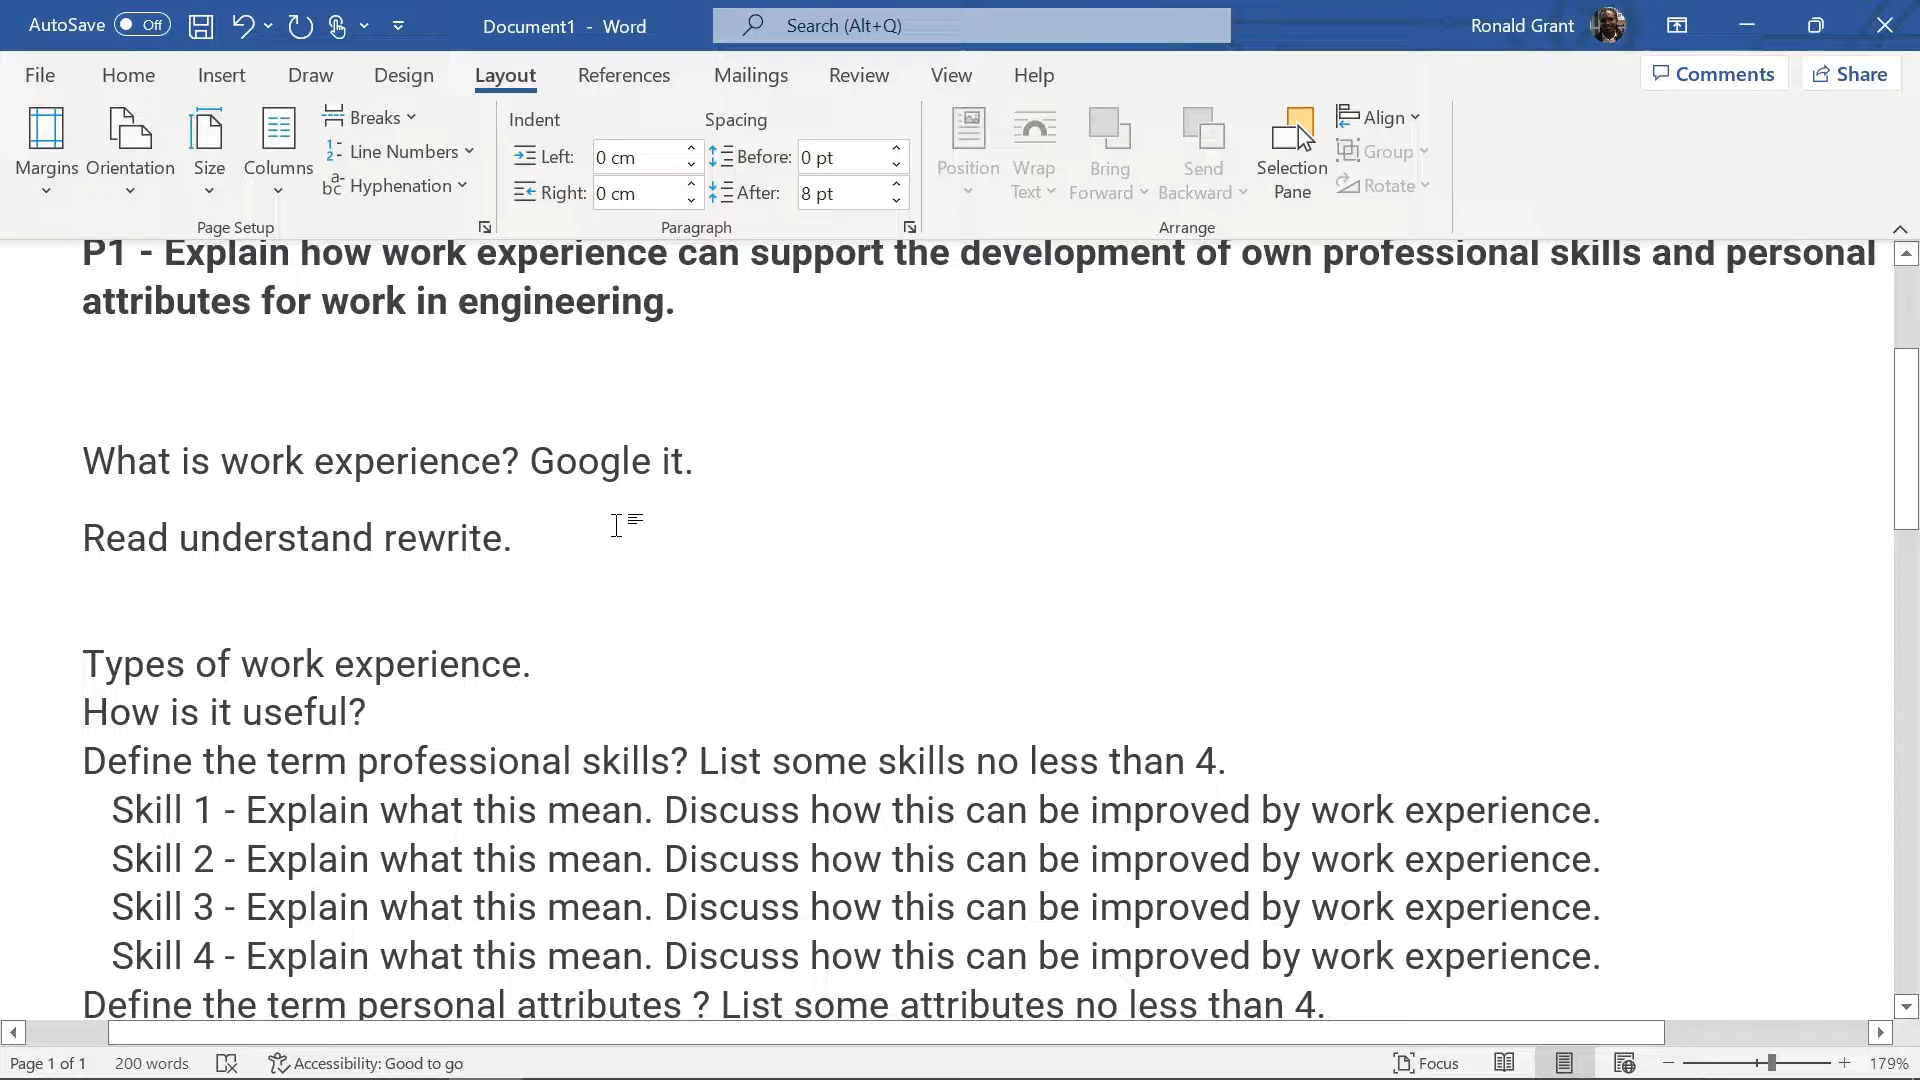 AutoSave Off Document1 - Word Search (Alt+Q) Ronald Grant
File Home Insert Draw Design Layout References Mailings Review View Help Comments Share
Margins Orientation Size Columns Breaks Line Numbers Hyphenation
Page Setup
Indent Spacing
Left: 0 cm Before: 0 pt
Right: 0 cm After: 8 pt
Paragraph
Position Wrap Text Bring Forward Send Backward Selection Pane Align Group Rotate
Arrange
P1 - Explain how work experience can support the development of own professional skills and personal
attributes for work in engineering.
What is work experience? Google it.
Read understand rewrite.
Types of work experience.
How is it useful?
Define the term professional skills? List some skills no less than 4.
Skill 1 - Explain what this mean. Discuss how this can be improved by work experience.
Skill 2 - Explain what this mean. Discuss how this can be improved by work experience.
Skill 3 - Explain what this mean. Discuss how this can be improved by work experience.
Skill 4 - Explain what this mean. Discuss how this can be improved by work experience.
Define the term personal attributes ? List some attributes no less than 4.
Page 1 of 1 200 words Accessibility: Good to go Focus 179%